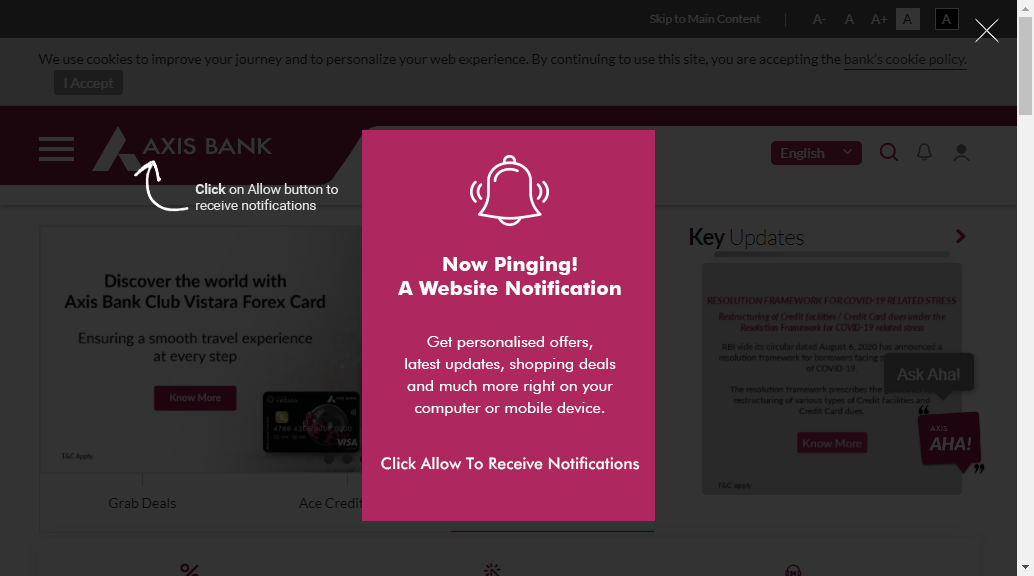 Skip to Main Content
A- A A+ A A
We use cookies to improve your journey and to personalize your web experience. By continuing to use this site, you are accepting the bank's cookie policy.
I Accept
AXIS BANK
English
Click on Allow button to
receive notifications
Now Pinging!
A Website Notification
Get personalised offers,
latest updates, shopping deals
and much more right on your
computer or mobile device.
Click Allow To Receive Notifications
Discover the world with
Axis Bank Club Vistara Forex Card
Ensuring a smooth travel experience
at every step
Know More
AXIS BANK
VISA
T&C Apply
Grab Deals
Ace Credit
Key Updates
RESOLUTION FRAMEWORK FOR COVID-19 RELATED STRESS
Restructuring of Credit facilities / Credit Card dues under the
Resolution Framework for COVID-19 related stress
RBI vide its circular dated August 6, 2020 has announced a
resolution framework for borrowers facing
of COVID-19
The resolution framework prescribes the
restructuring of various types of Credit facilities and
Credit Card dues.
Know More
T&C apply
Ask Aha!
AXIS
AHA!